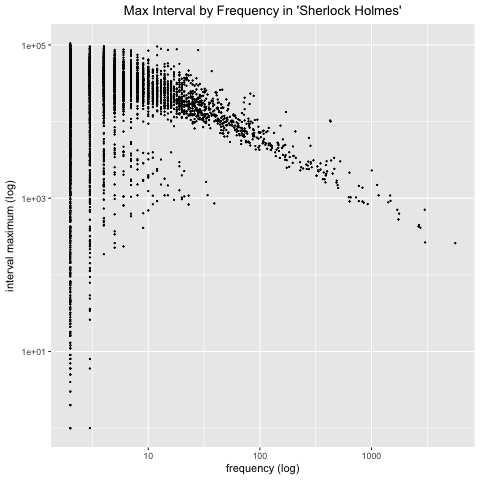 Max Interval by Frequency in 'Sherlock Holmes'
1e+05
1e+03
1e+01
interval maximum (log)
10 100 1000
frequency (log)